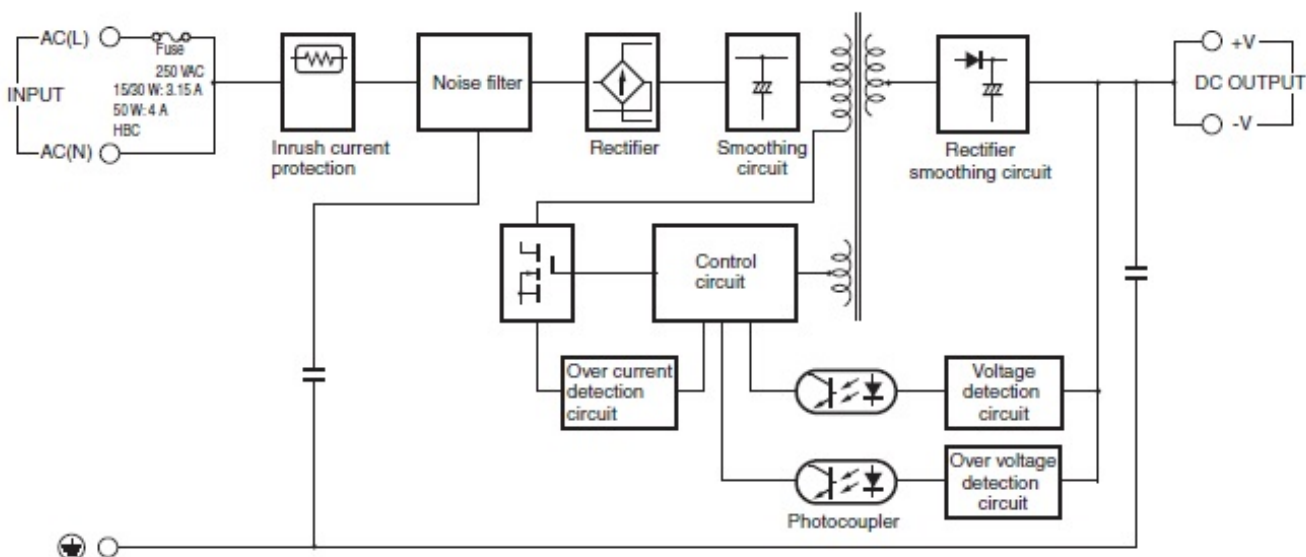 AC(L)
Fuse
250 VAC
15/30 W: 3.15 A
50 W: 4 A
HBC
INPUT
AC(N)
Inrush current
protection
Noise filter
Rectifier
Smoothing
circuit
Rectifier
smoothing circuit
+V
DC OUTPUT
-V
Control
circuit
Over current
detection
circuit
Voltage
detection
circuit
Over voltage
detection
circuit
Photocoupler